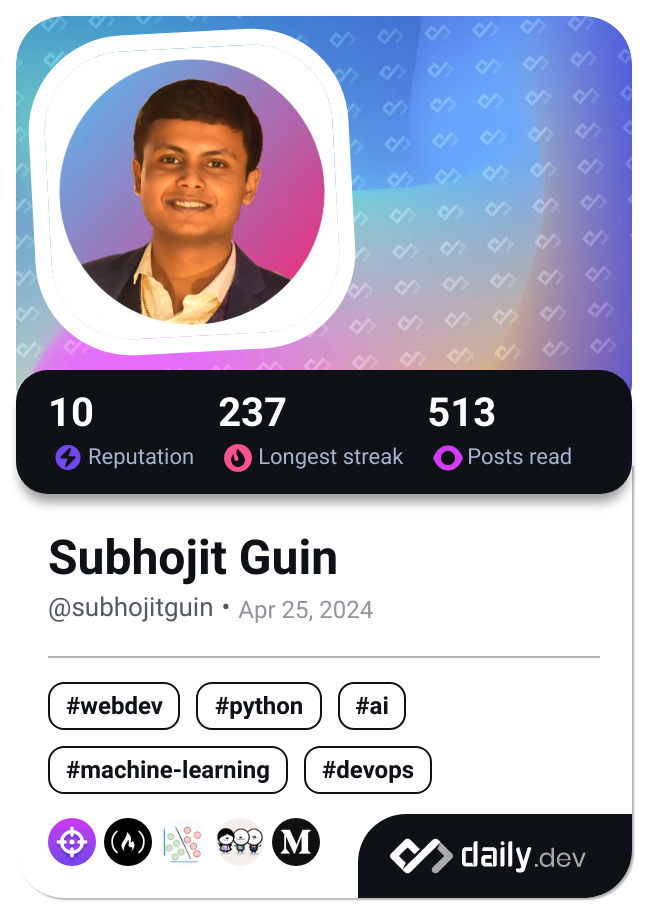 10 237 513
Reputation Longest streak Posts read
Subhojit Guin
@subhojitguin • Apr 25, 2024
#webdev #python #ai
#machine-learning #devops
M daily.dev